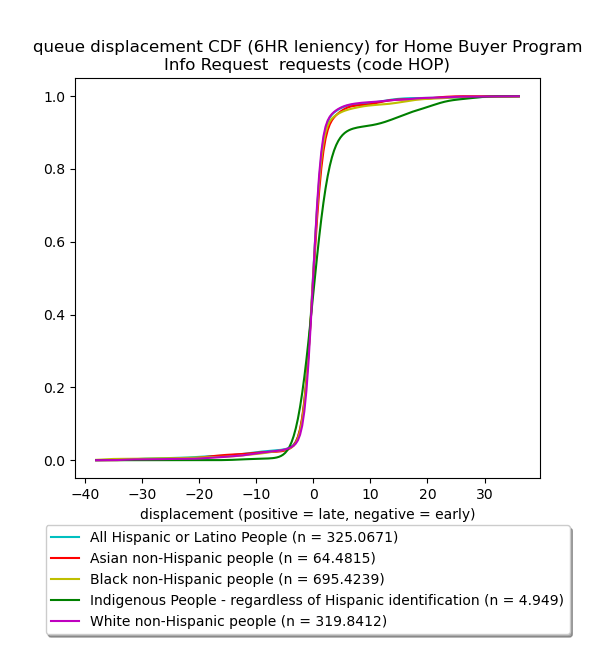 queue displacement CDF (6HR leniency) for Home Buyer Program
Info Request  requests (code HOP)
1.0
0.8
0.6
0.4
0.2
0.0
−40 −30 −20 −10 0 10 20 30
displacement (positive = late, negative = early)
All Hispanic or Latino People (n = 325.0671)
Asian non-Hispanic people (n = 64.4815)
Black non-Hispanic people (n = 695.4239)
Indigenous People - regardless of Hispanic identification (n = 4.949)
White non-Hispanic people (n = 319.8412)